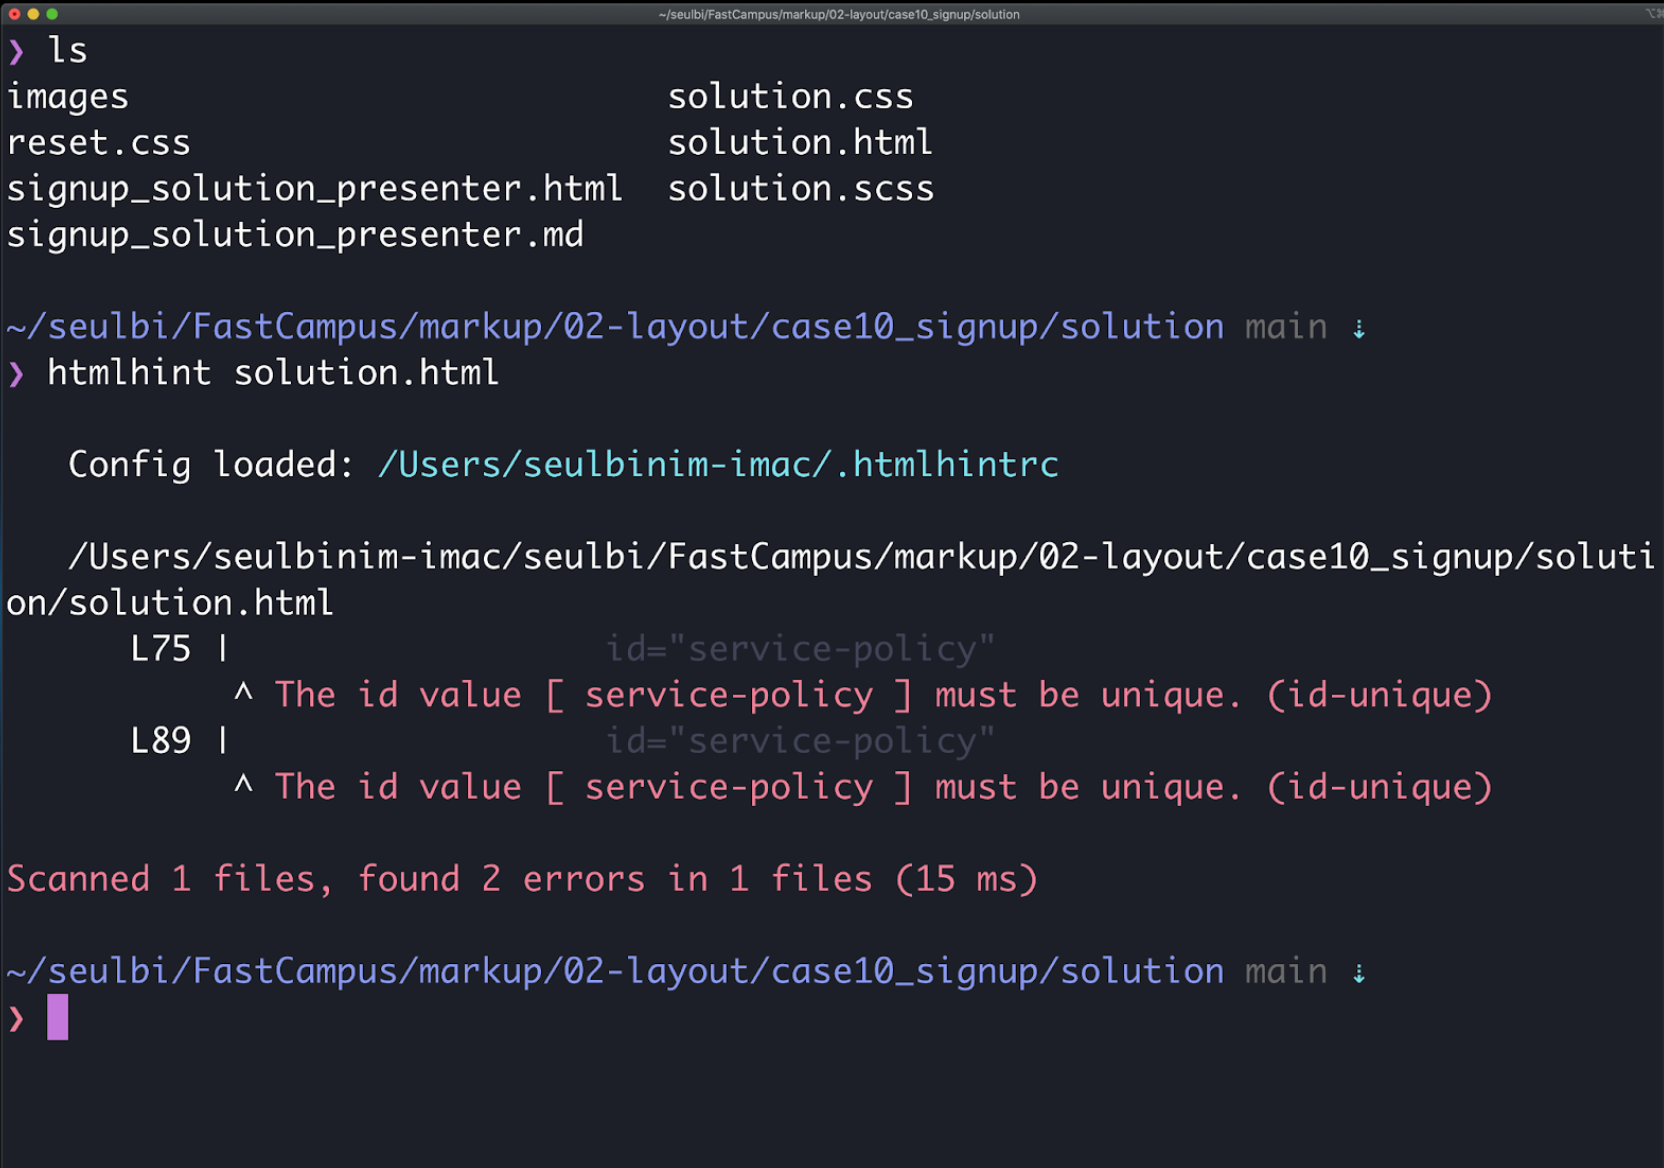 ~/seulbi/FastCampus/markup/02-layout/case10_signup/solution
❯ ls
images solution.css
reset.css solution.html
signup_solution_presenter.html solution.scss
signup_solution_presenter.md
~/seulbi/FastCampus/markup/02-layout/case10_signup/solution main ⇣
❯ htmlhint solution.html
Config loaded: /Users/seulbinim-imac/.htmlhintrc
/Users/seulbinim-imac/seulbi/FastCampus/markup/02-layout/case10_signup/soluti
on/solution.html
L75 | id="service-policy"
^ The id value [ service-policy ] must be unique. (id-unique)
L89 | id="service-policy"
^ The id value [ service-policy ] must be unique. (id-unique)
Scanned 1 files, found 2 errors in 1 files (15 ms)
~/seulbi/FastCampus/markup/02-layout/case10_signup/solution main ⇣
❯